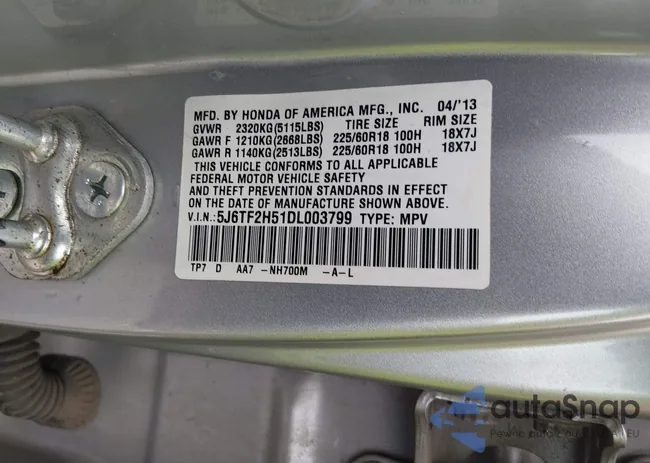 MFD. BY HONDA OF AMERICA MFG., INC. 04/'13
GVWR 2320KG(5115LBS) TIRE SIZE RIM SIZE
GAWR F 1210KG(2668LBS) 225/60R18 100H 18X7J
GAWR R 1140KG(2513LBS) 225/60R18 100H 18X7J
THIS VEHICLE CONFORMS TO ALL APPLICABLE
FEDERAL MOTOR VEHICLE SAFETY
AND THEFT PREVENTION STANDARDS IN EFFECT
ON THE DATE OF MANUFACTURE SHOWN ABOVE.
V.I.N: 5J6TF2H51DL003799 TYPE: MPV
TP7 D AA7 -NH700M -A-L
autoSnap
Pewne auto z
EU